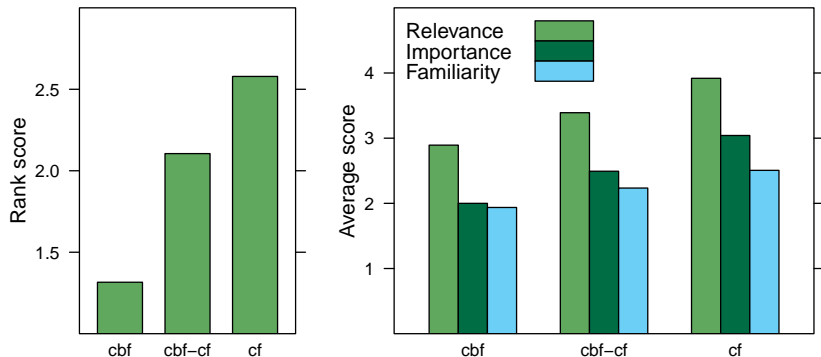 Rank score
2.5
2.0
1.5
cbf
cbf−cf
cf
Average score
4
3
2
1
Relevance
Importance
Familiarity
cbf
cbf−cf
cf